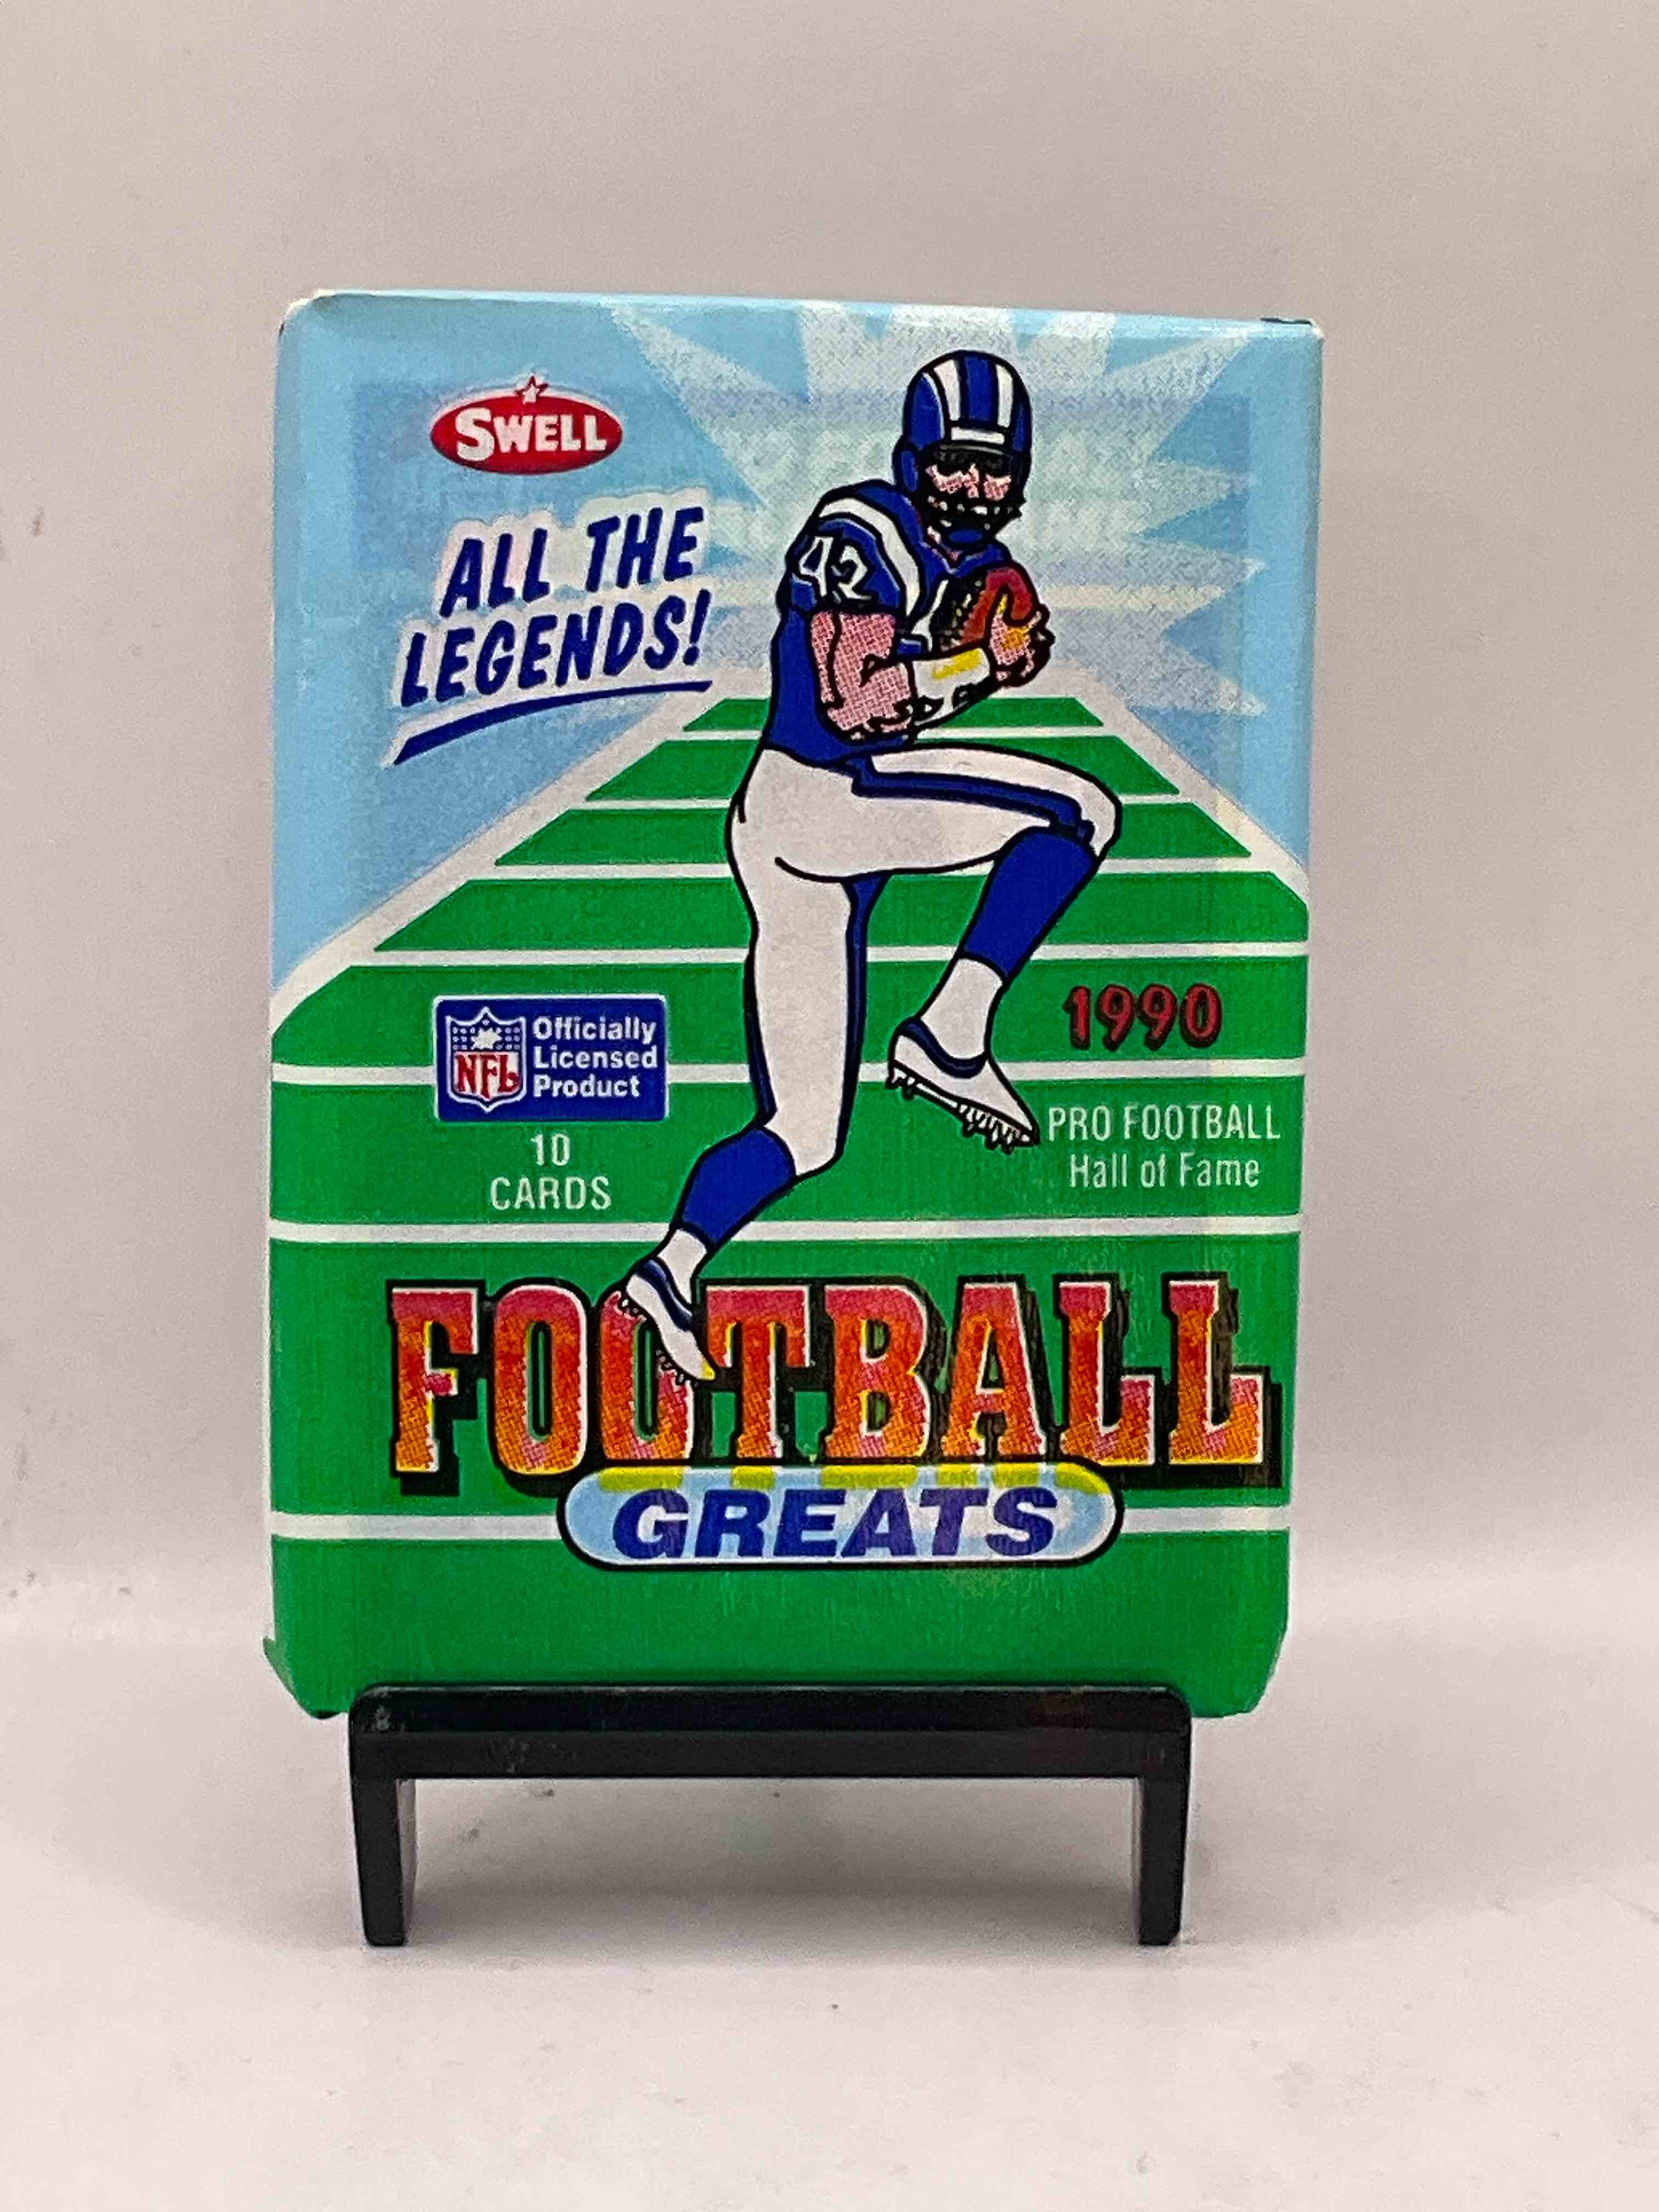 SWELL
ALL THE
LEGENDS!
42
NFL
Officially
Licensed
Product
10
CARDS
1990
PRO FOOTBALL
Hall of Fame
FOOTBALL
GREATS